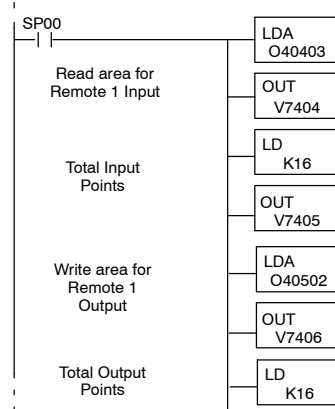 SP00
LDA
O40403
Read area for
Remote 1 Input
OUT
V7404
LD
K16
Total Input
Points
OUT
V7405
LDA
O40502
Write area for
Remote 1
Output
OUT
V7406
Total Output
Points
LD
K16